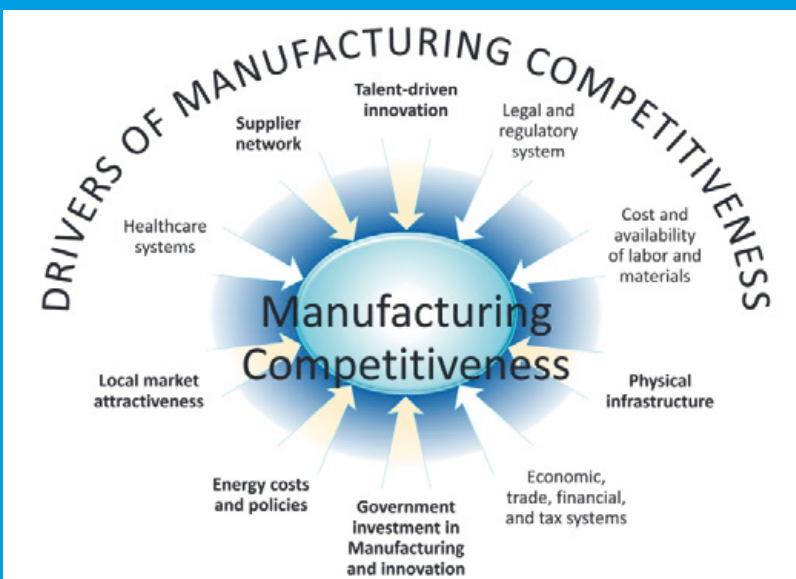 DRIVERS OF MANUFACTURING COMPETITIVENESS
Talent-driven
innovation
Legal and
regulatory
system
Cost and
availability
of labor and
materials
Physical
infrastructure
Economic,
trade, financial,
and tax systems
Government
investment in
Manufacturing
and innovation
Energy costs
and policies
Local market
attractiveness
Healthcare
systems
Supplier
network
Manufacturing
Competitiveness